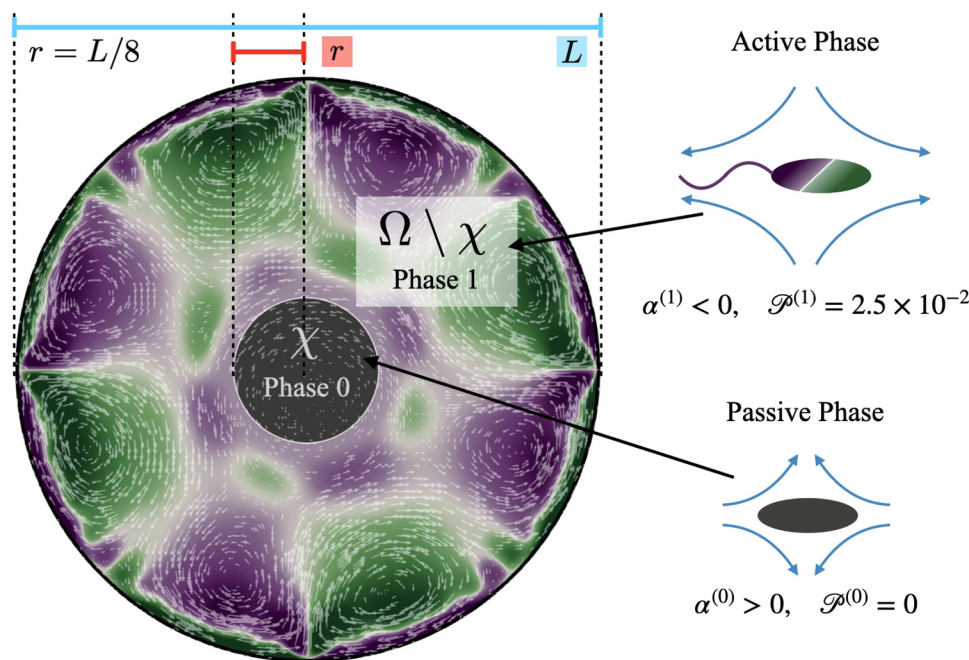 r = L/8
r
L
Active Phase
Ω \ χ
Phase 1
α⁽¹⁾ < 0, 𝒫⁽¹⁾ = 2.5 × 10⁻²
χ
Phase 0
Passive Phase
α⁽⁰⁾ > 0, 𝒫⁽⁰⁾ = 0